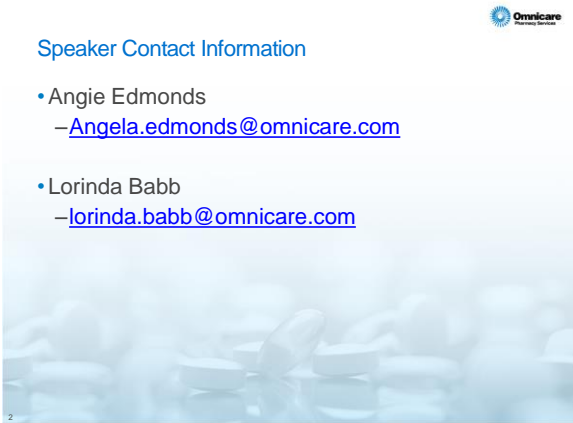 Omnicare
Pharmacy Services
Speaker Contact Information
• Angie Edmonds
–Angela.edmonds@omnicare.com
• Lorinda Babb
–lorinda.babb@omnicare.com
2